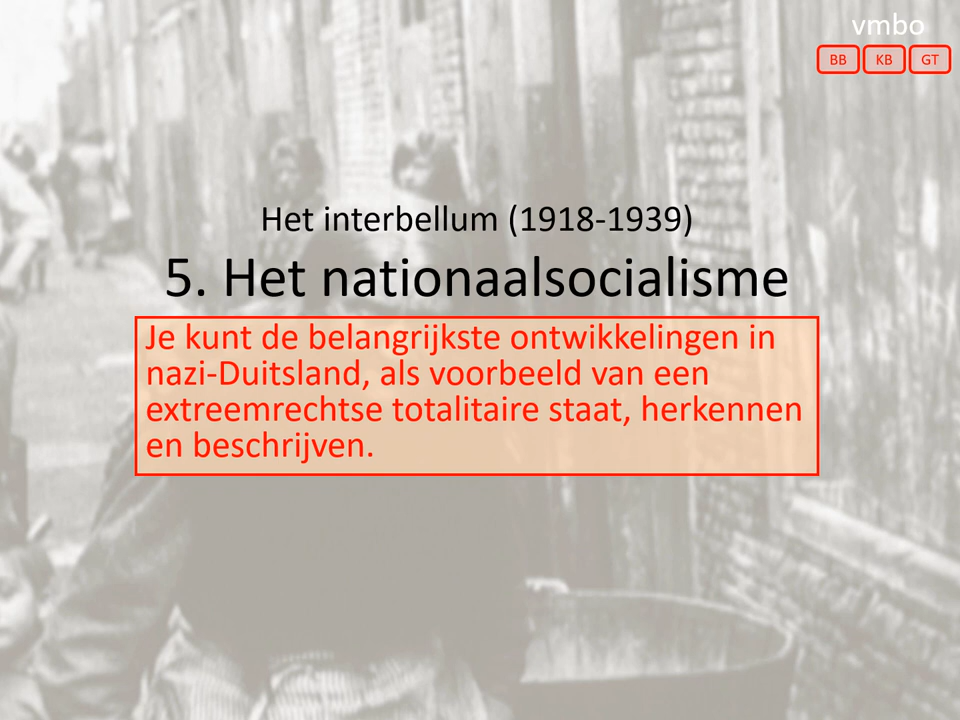 vmbo
BB KB GT
Het interbellum (1918-1939)
5. Het nationaalsocialisme
Je kunt de belangrijkste ontwikkelingen in
nazi-Duitsland, als voorbeeld van een
extreemrechtse totalitaire staat, herkennen
en beschrijven.